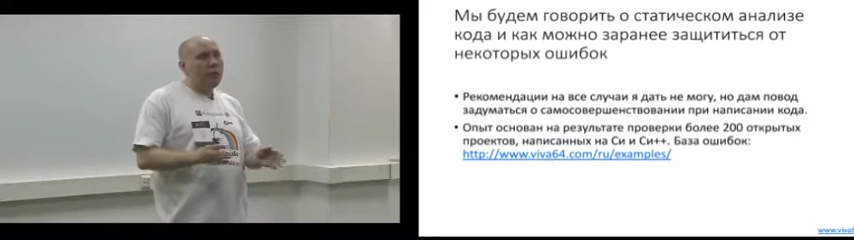 Мы будем говорить о статическом анализе
кода и как можно заранее защититься от
некоторых ошибок
• Рекомендации на все случаи я дать не могу, но дам повод
задуматься о самосовершенствовании при написании кода.
• Опыт основан на результате проверки более 200 открытых
проектов, написанных на Си и Си++. База ошибок:
http://www.viva64.com/ru/examples/
www.viva6